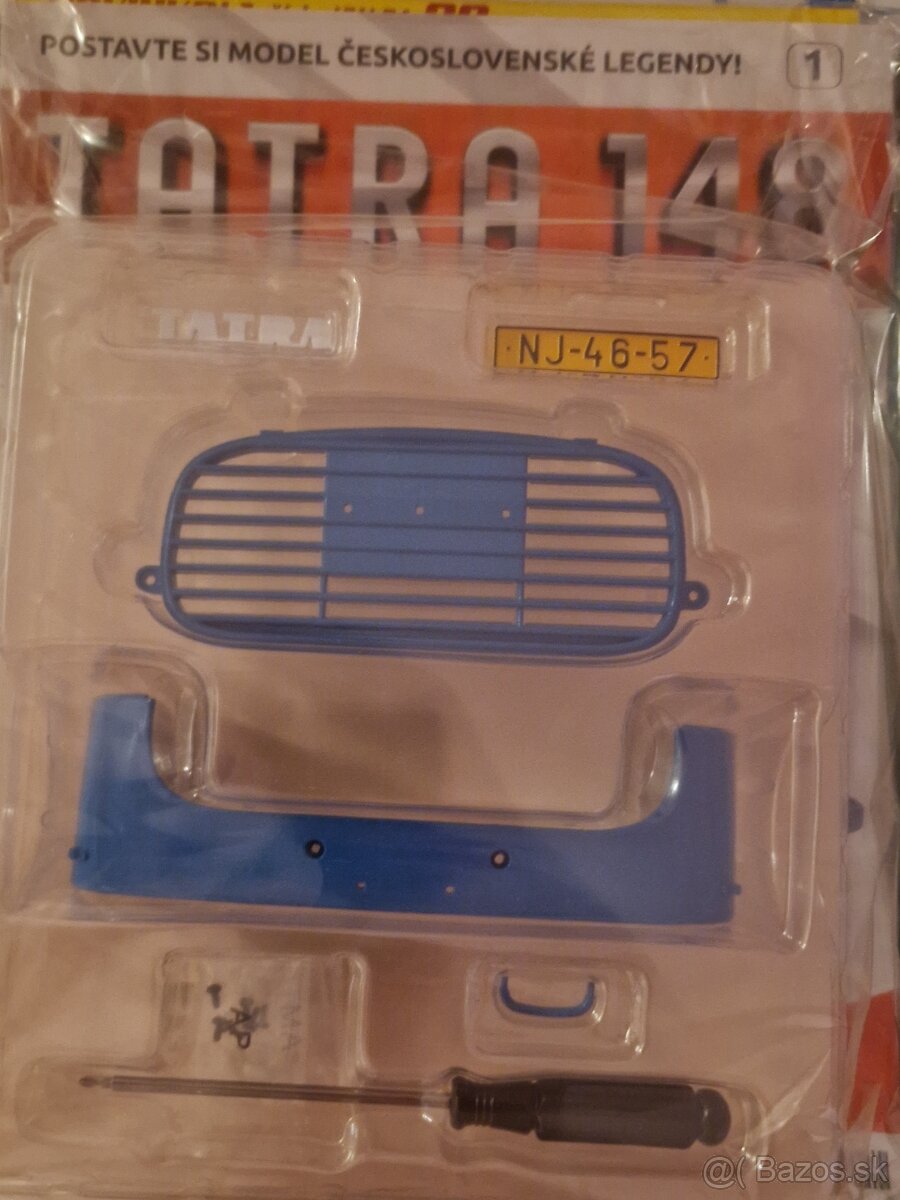 POSTAVTE SI MODEL ČESKOSLOVENSKÉ LEGENDY!
1
TATRA 148
TATRA
·NJ-46-57·
@( Bazos.sk